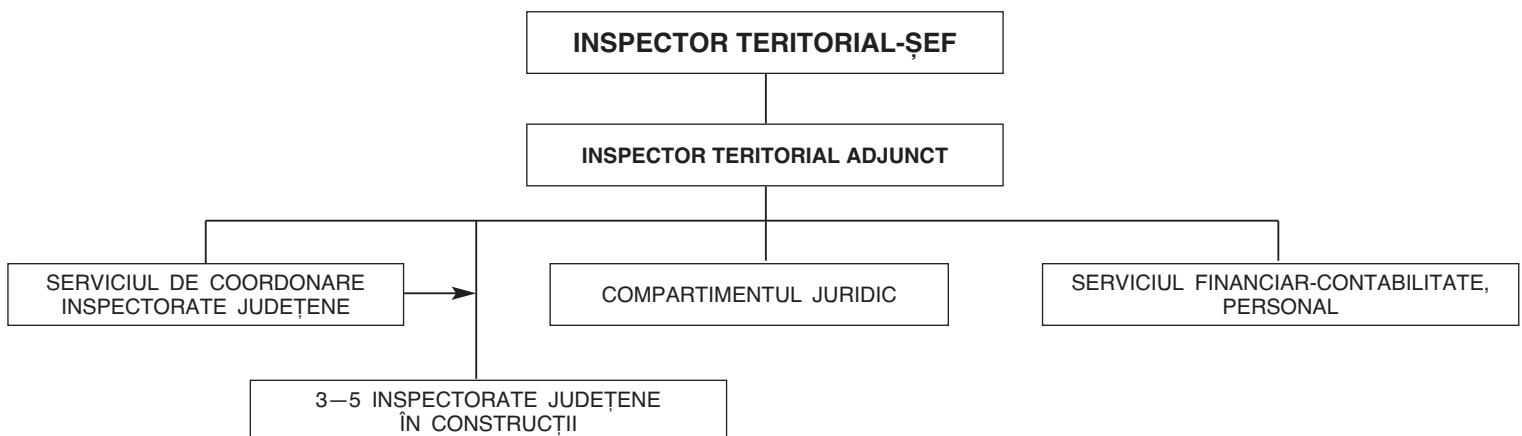 INSPECTOR TERITORIAL-ȘEF
INSPECTOR TERITORIAL ADJUNCT
SERVICIUL DE COORDONARE
INSPECTORATE JUDEȚENE
COMPARTIMENTUL JURIDIC
SERVICIUL FINANCIAR-CONTABILITATE,
PERSONAL
3—5 INSPECTORATE JUDEȚENE
ÎN CONSTRUCȚII